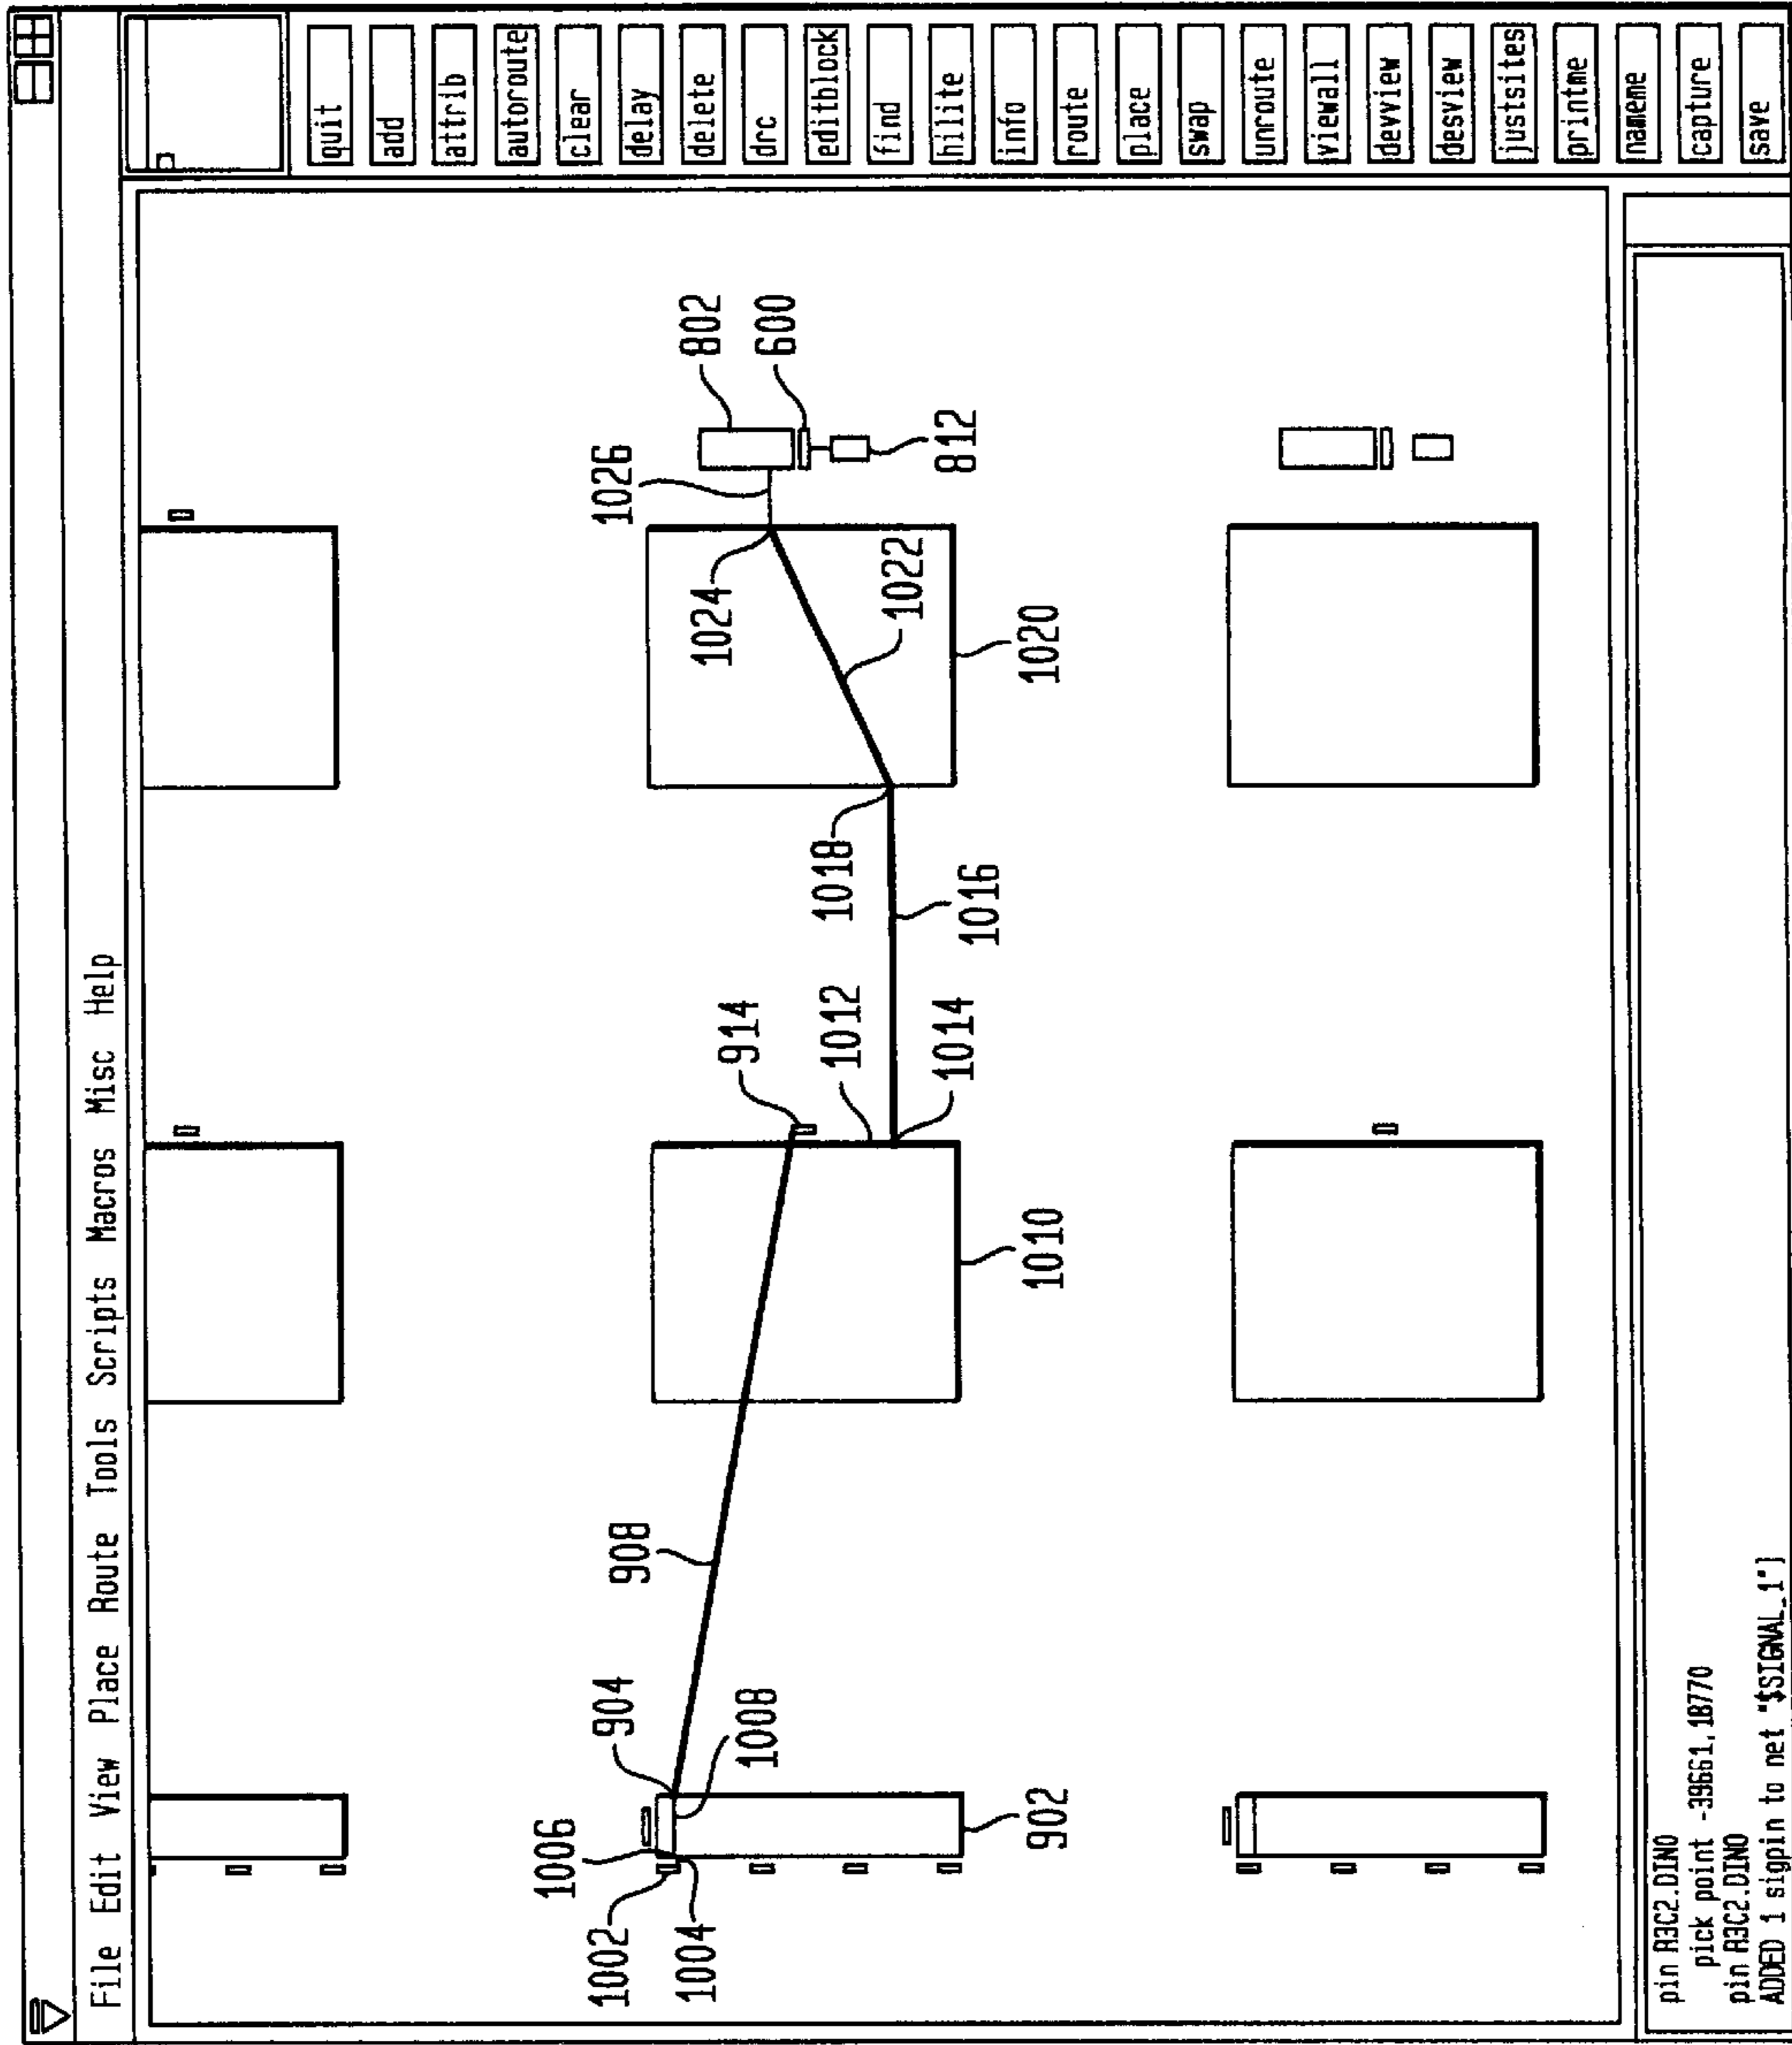 File Edit View Place Route Tools Scripts Macros Misc Help
quit
add
attrib
autoroute
clear
delay
delete
drc
editblock
find
hilite
info
route
place
swap
unroute
viewall
devview
desview
justsites
printme
nameme
capture
save
802
600
812
1026
1024
1022
1020
1018
1016
1014
1012
914
1010
908
904
1008
902
1006
1002
1004
pin R3C2.DIN0
pick point -39661,18770
pin R3C2.DIN0
ADDED 1 sigpin to net "$SIGNAL_1")